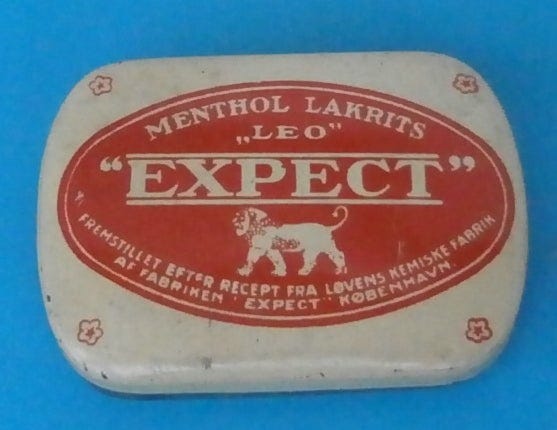 MENTHOL LAKRITS
„LEO"
“EXPECT”
FREMSTILLET EFTER RECEPT FRA LØVENS KEMISKE FABRIK
AF FABRIKEN "EXPECT" KØBENHAVN.